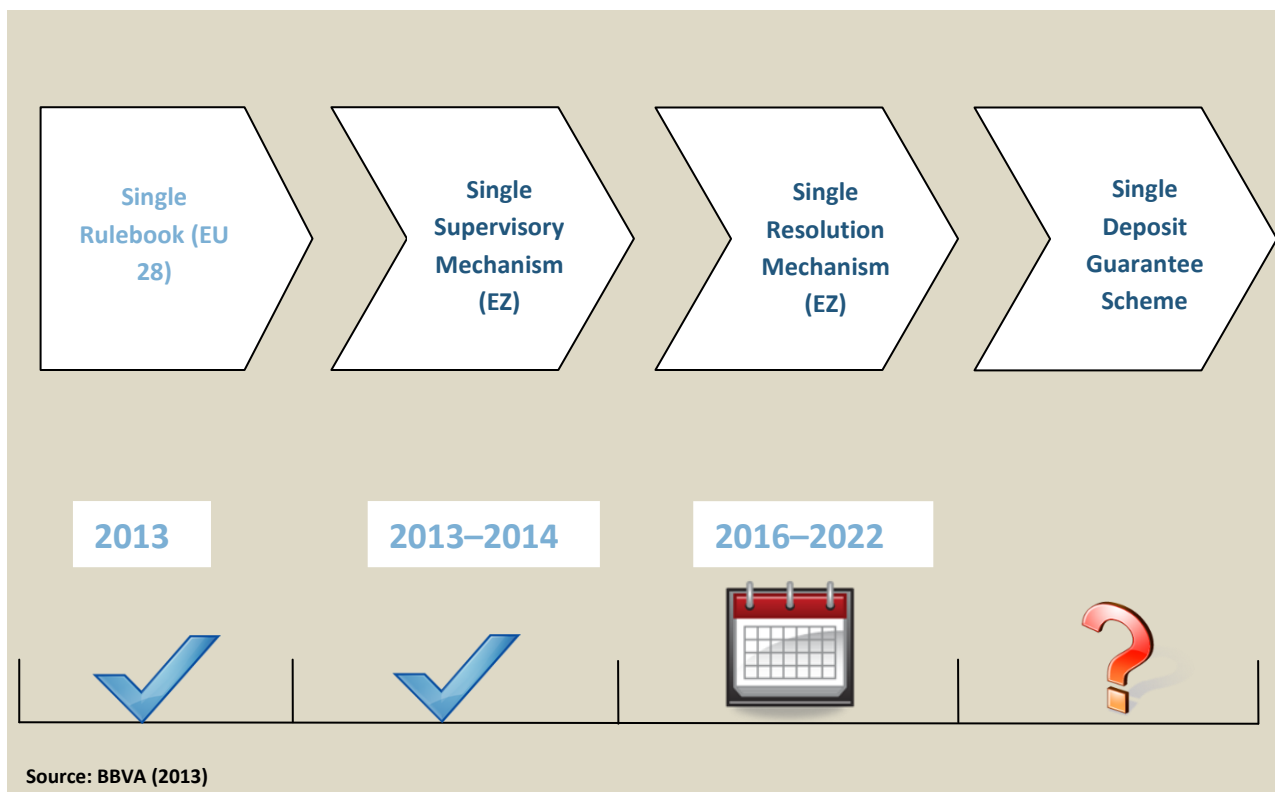 Single
Rulebook (EU
28)
Single
Supervisory
Mechanism
(EZ)
Single
Resolution
Mechanism
(EZ)
Single
Deposit
Guarantee
Scheme
2013
2013–2014
2016–2022
Source: BBVA (2013)